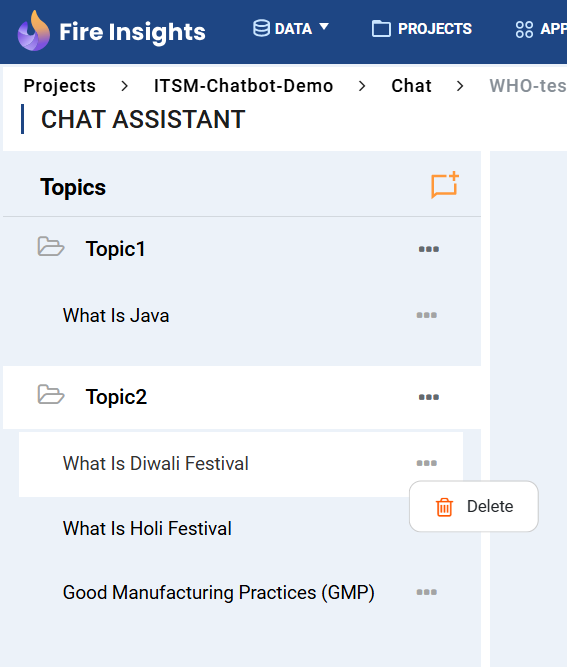 Fire Insights DATA PROJECTS APP
Projects > ITSM-Chatbot-Demo > Chat > WHO-tes
CHAT ASSISTANT
Topics
Topic1
What Is Java
Topic2
What Is Diwali Festival
Delete
What Is Holi Festival
Good Manufacturing Practices (GMP)